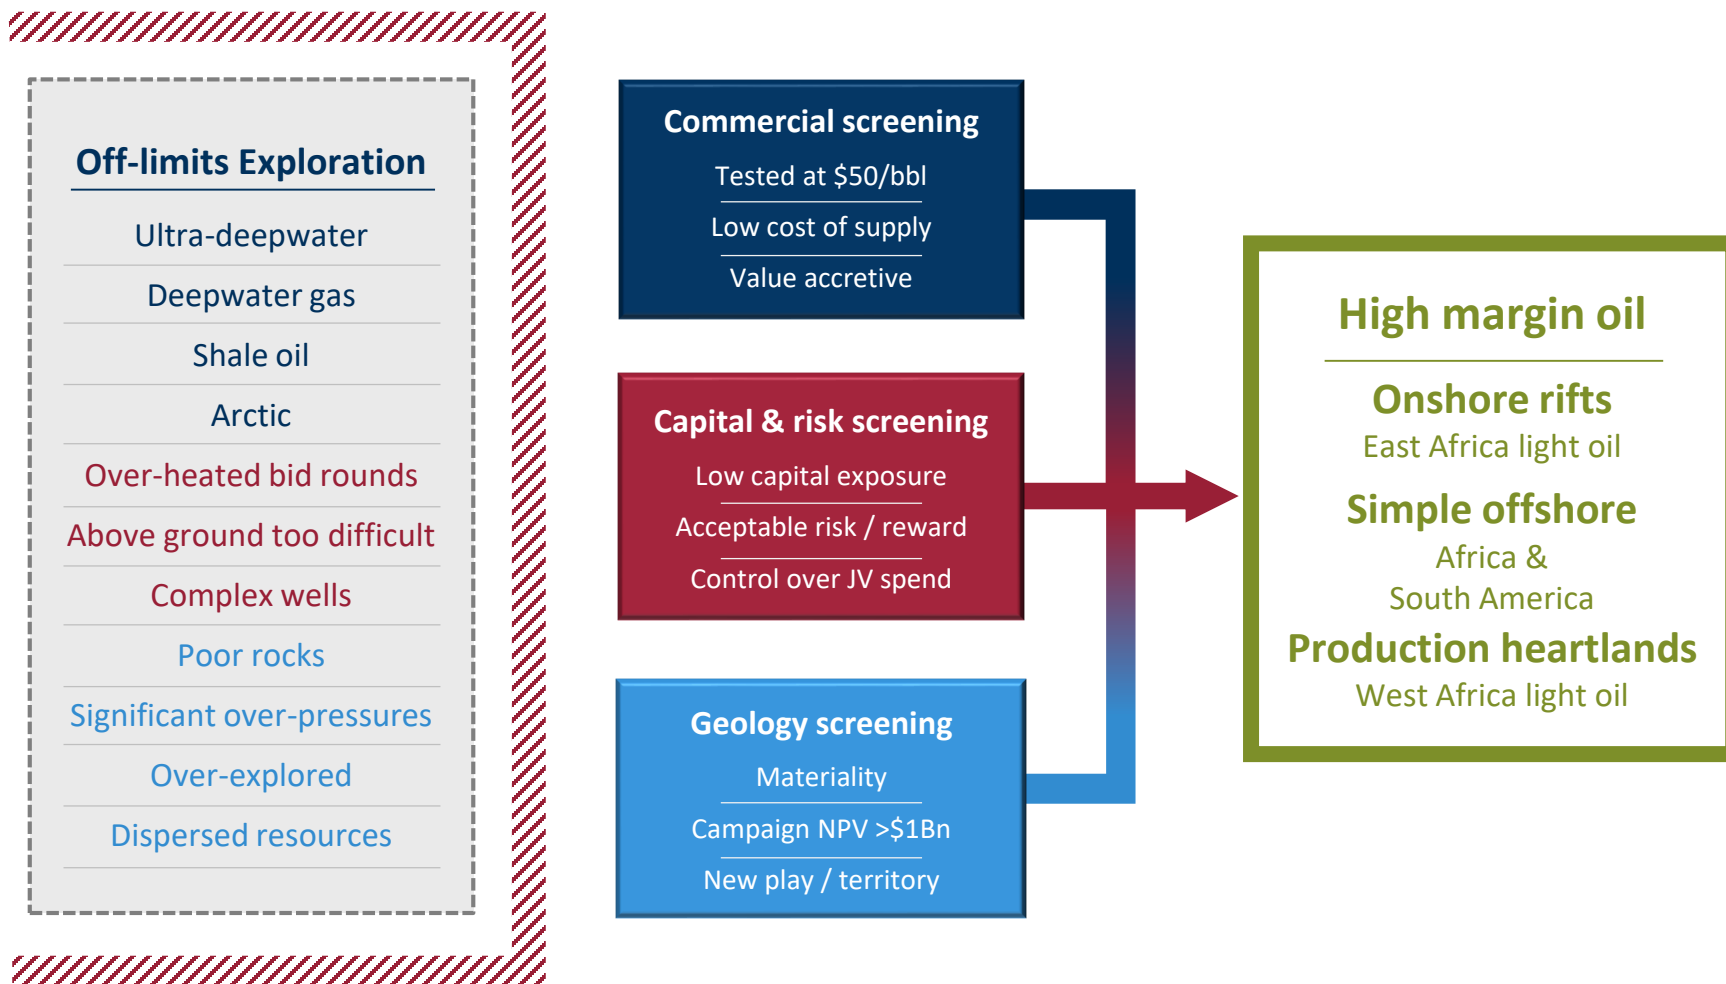 Off-limits Exploration
Ultra-deepwater
Deepwater gas
Shale oil
Arctic
Over-heated bid rounds
Above ground too difficult
Complex wells
Poor rocks
Significant over-pressures
Over-explored
Dispersed resources
Commercial screening
Tested at $50/bbl
Low cost of supply
Value accretive
Capital & risk screening
Low capital exposure
Acceptable risk / reward
Control over JV spend
Geology screening
Materiality
Campaign NPV >$1Bn
New play / territory
High margin oil
Onshore rifts
East Africa light oil
Simple offshore
Africa &
South America
Production heartlands
West Africa light oil